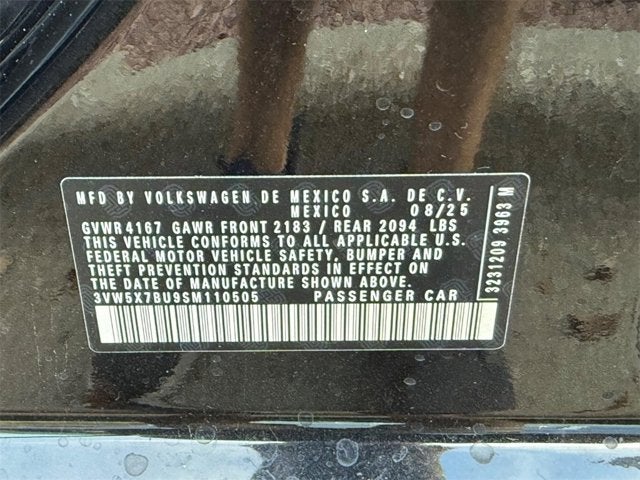 MFD BY VOLKSWAGEN DE MEXICO S.A. DE C.V.
MEXICO 08/25
GVWR 4167 GAWR FRONT 2183 / REAR 2094 LBS
THIS VEHICLE CONFORMS TO ALL APPLICABLE U.S.
FEDERAL MOTOR VEHICLE SAFETY, BUMPER AND
THEFT PREVENTION STANDARDS IN EFFECT ON
THE DATE OF MANUFACTURE SHOWN ABOVE.
3VW5X7BU9SM110505 PASSENGER CAR
3231209 3963 M